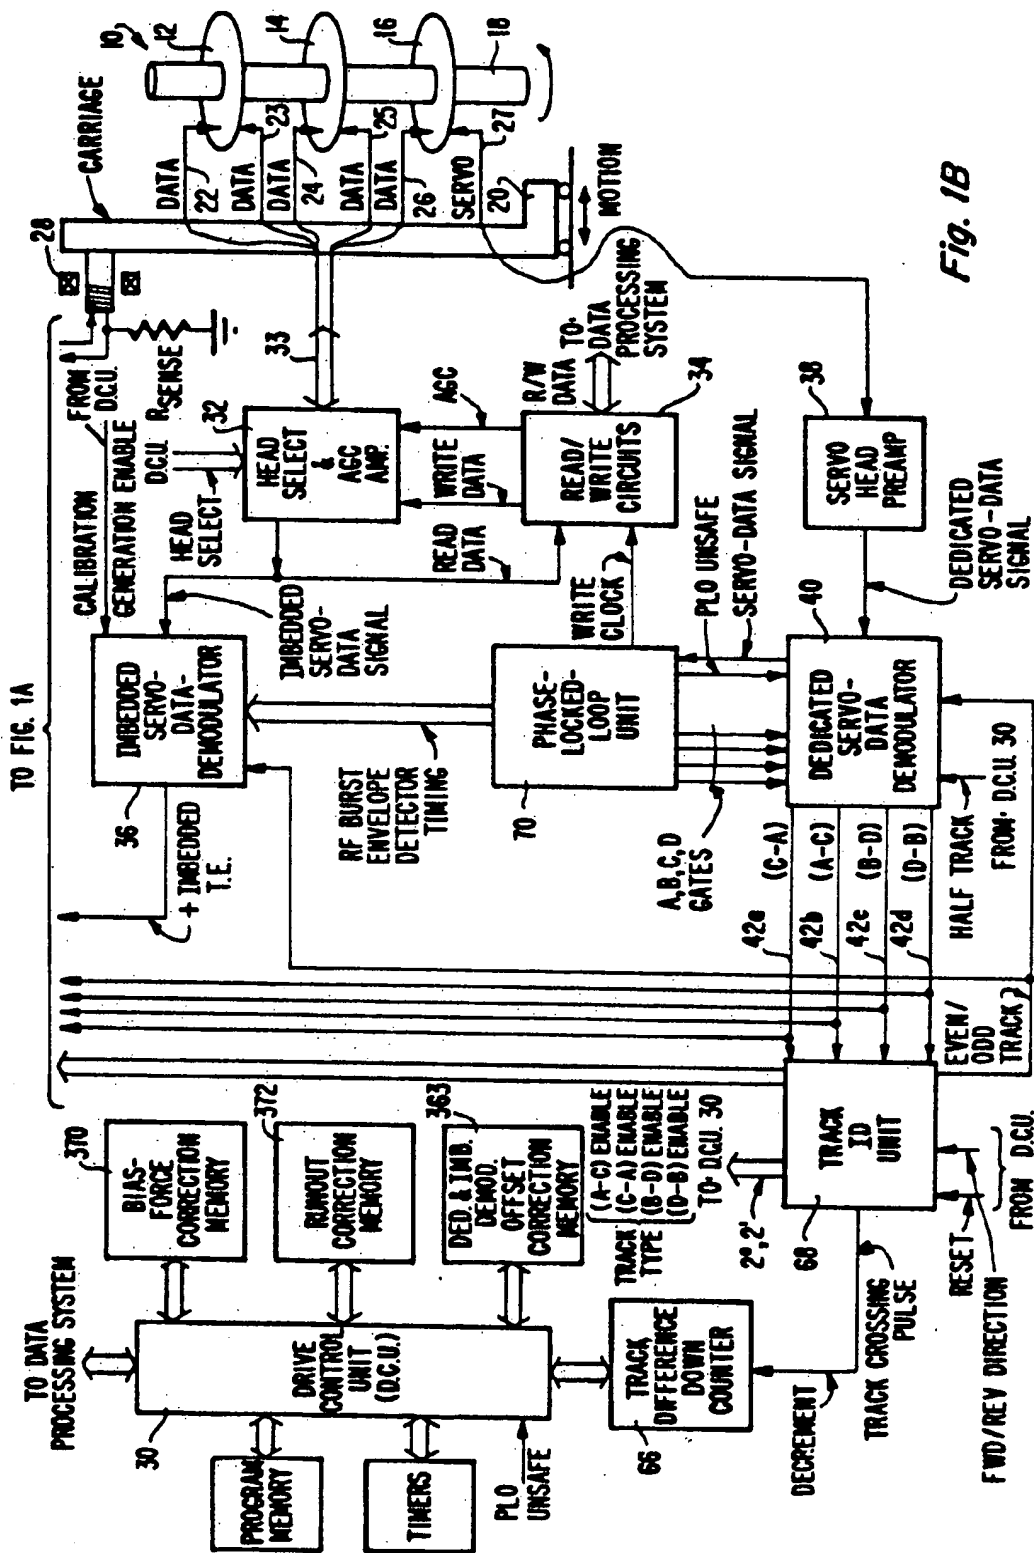 TO FIG. 1A
10
12
14
16
18
CARRIAGE
28
DATA
22
DATA
23
DATA
24
DATA
25
DATA
26
SERVO
27
20
MOTION
33
FROM
D.C.U.
RSENSE
CALIBRATION
GENERATION ENABLE
D.C.U.
HEAD
SELECT
32
HEAD
SELECT
&
AGC
AMP.
AGC
WRITE
DATA
READ
DATA
R/W
DATA
TO
DATA
PROCESSING
SYSTEM
34
READ/
WRITE
CIRCUITS
38
SERVO
HEAD
PREAMP
DEDICATED
SERVO-DATA
SIGNAL
IMBEDDED
SERVO-
DATA-
DEMODULATOR
36
+ IMBEDDED
T.E.
IMBEDDED
SERVO-
DATA
SIGNAL
RF BURST
ENVELOPE
DETECTOR
TIMING
WRITE
CLOCK
PHASE-
LOCKED-
LOOP
UNIT
70
PLO UNSAFE
SERVO-DATA SIGNAL
A,B,C,D
GATES
40
DEDICATED
SERVO-
DATA
DEMODULATOR
(C-A)
(A-C)
(B-D)
(D-B)
42a
42b
42c
42d
HALF TRACK
FROM D.C.U. 30
EVEN/
ODD
TRACK
TRACK
ID
UNIT
68
RESET
FWD/REV DIRECTION
FROM D.C.U.
2⁰, 2¹
TO D.C.U. 30
TRACK
TYPE
(A-C) ENABLE
(C-A) ENABLE
(B-D) ENABLE
(D-B) ENABLE
TRACK CROSSING
PULSE
DECREMENT
TRACK
DIFFERENCE
DOWN
COUNTER
66
370
BIAS-
FORCE
CORRECTION
MEMORY
372
RUNOUT
CORRECTION
MEMORY
363
DED. & IMB.
DEMOD.
OFFSET
CORRECTION
MEMORY
TO DATA
PROCESSING SYSTEM
DRIVE
CONTROL
UNIT
(D.C.U.)
30
PROGRAM
MEMORY
TIMERS
PLO
UNSAFE
Fig. 1B